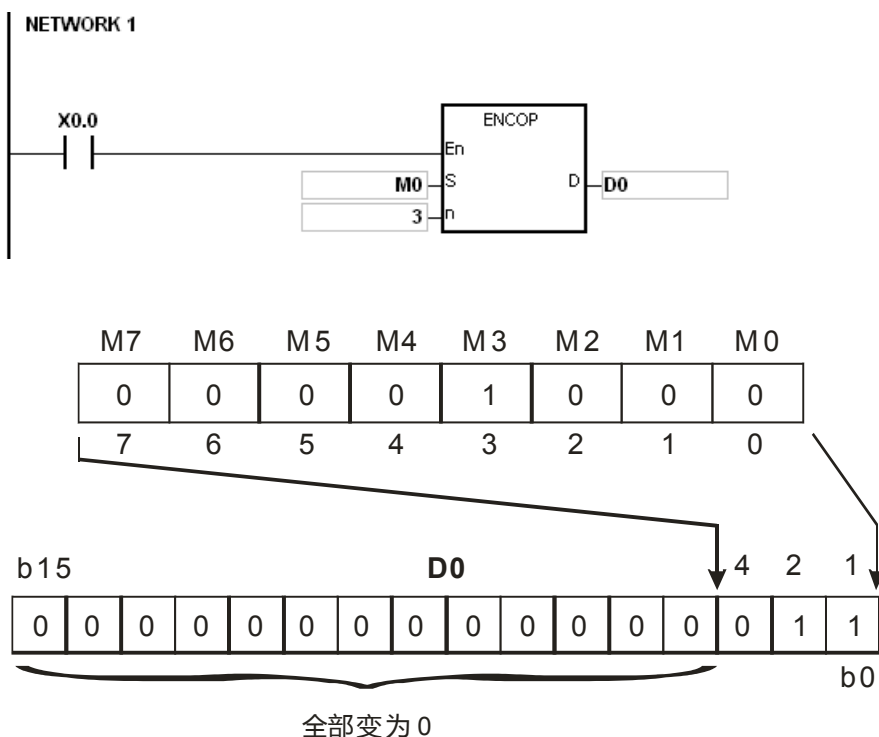 NETWORK 1
X0.0
ENCOP
En
M0 S D D0
3 n
M7 M6 M5 M4 M3 M2 M1 M0
0 0 0 0 1 0 0 0
7 6 5 4 3 2 1 0
b15 D0 4 2 1
0 0 0 0 0 0 0 0 0 0 0 0 0 0 1 1
b0
全部变为 0